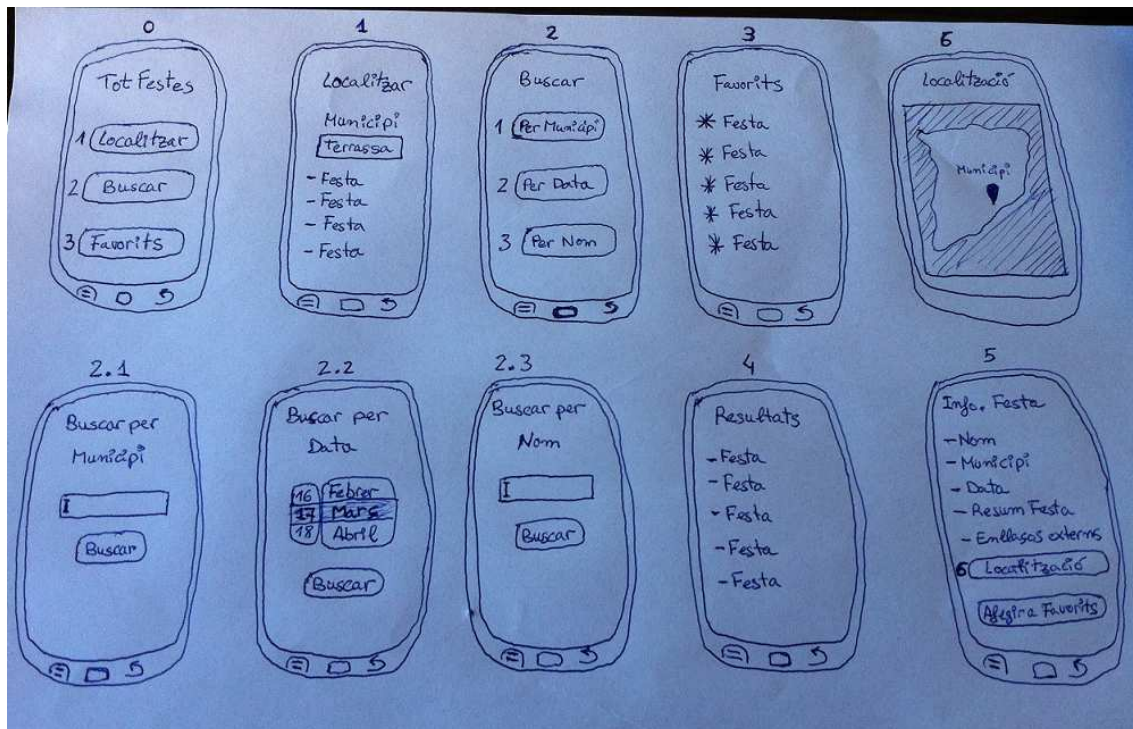 0
Tot Festes
1 Localitzar
2 Buscar
3 Favorits
1
Localitzar
Municipi
Terrassa
- Festa
- Festa
- Festa
- Festa
2
Buscar
1 Per Municipi
2 Per Data
3 Per Nom
3
Favorits
* Festa
* Festa
* Festa
* Festa
* Festa
6
Localització
Municipi
2.1
Buscar per
Municipi
Buscar
2.2
Buscar per
Data
16 Febrer
17 Març
18 Abril
Buscar
2.3
Buscar per
Nom
Buscar
4
Resultats
- Festa
- Festa
- Festa
- Festa
- Festa
5
Info. Festa
- Nom
- Municipi
- Data
- Resum Festa
- Enllaços externs
6 Localització
Afegir a Favorits